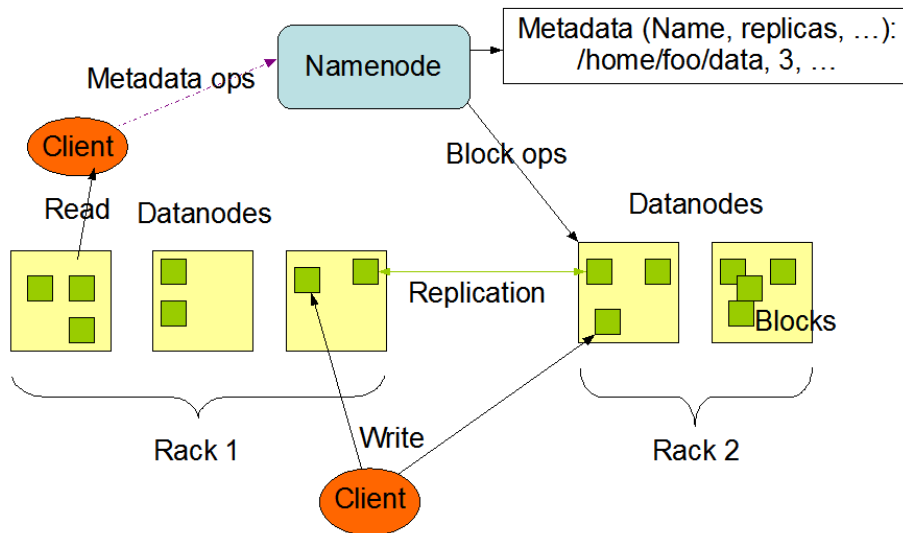 Metadata (Name, replicas, …):
/home/foo/data, 3, …
Namenode
Metadata ops
Client
Block ops
Read
Datanodes
Datanodes
Replication
Blocks
Rack 1
Write
Rack 2
Client